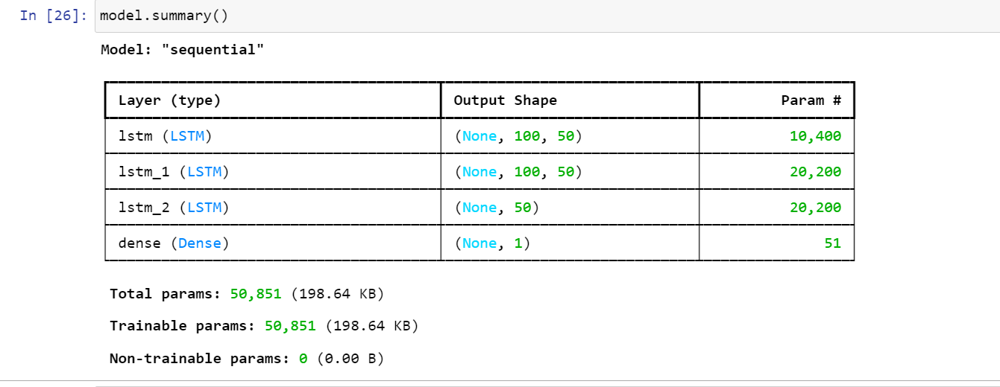 In [26]: model.summary()
Model: "sequential"
Layer (type) Output Shape Param #
lstm (LSTM) (None, 100, 50) 10,400
lstm_1 (LSTM) (None, 100, 50) 20,200
lstm_2 (LSTM) (None, 50) 20,200
dense (Dense) (None, 1) 51
Total params: 50,851 (198.64 KB)
Trainable params: 50,851 (198.64 KB)
Non-trainable params: 0 (0.00 B)